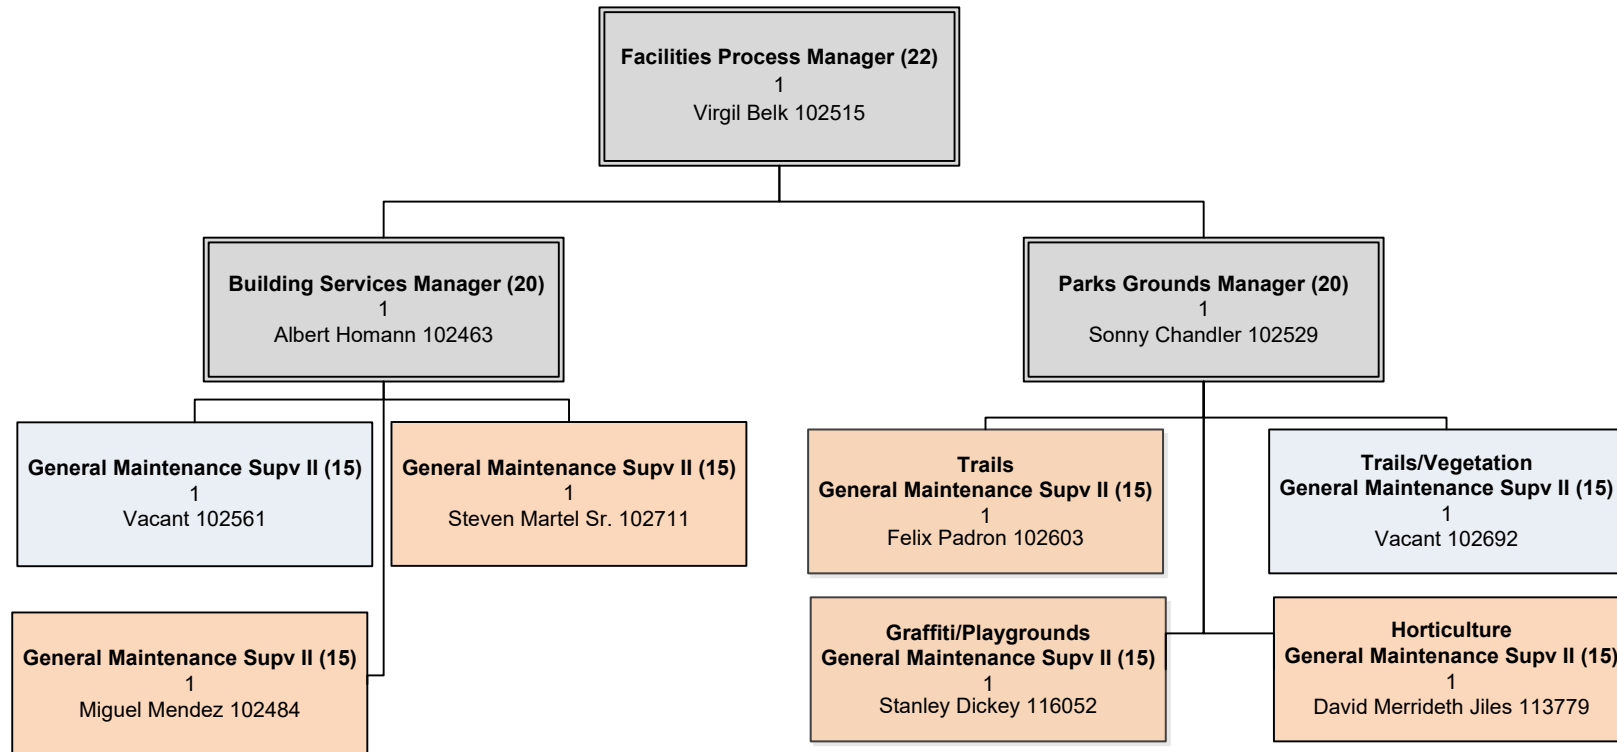 Facilities Process Manager (22)
1
Virgil Belk 102515
Building Services Manager (20)
1
Albert Homann 102463
Parks Grounds Manager (20)
1
Sonny Chandler 102529
General Maintenance Supv II (15)
1
Vacant 102561
General Maintenance Supv II (15)
1
Steven Martel Sr. 102711
Trails
General Maintenance Supv II (15)
1
Felix Padron 102603
Trails/Vegetation
General Maintenance Supv II (15)
1
Vacant 102692
General Maintenance Supv II (15)
1
Miguel Mendez 102484
Graffiti/Playgrounds
General Maintenance Supv II (15)
1
Stanley Dickey 116052
Horticulture
General Maintenance Supv II (15)
1
David Merrideth Jiles 113779